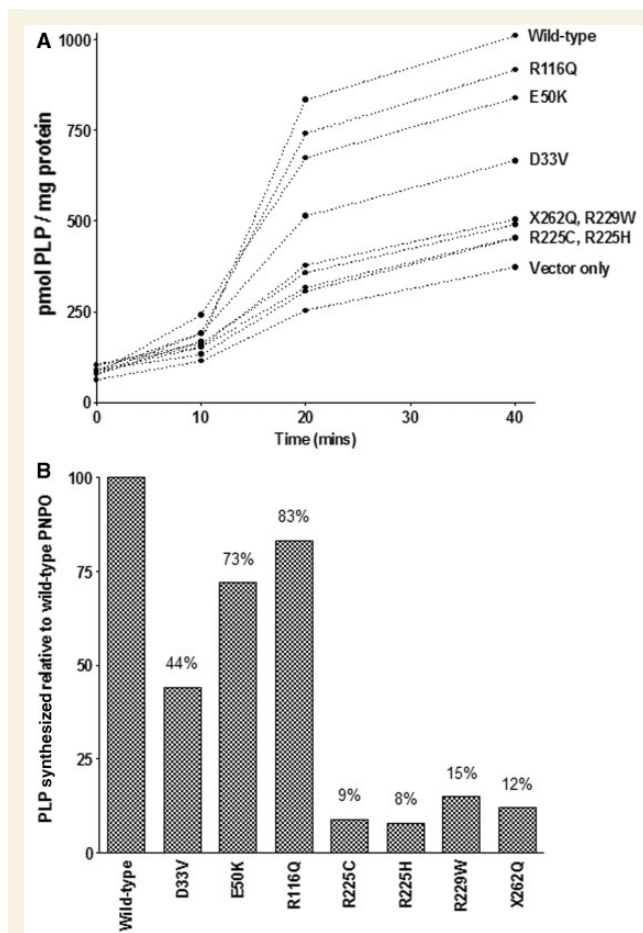 A
1000
750
500
250
0
pmol PLP / mg protein
Wild-type
R116Q
E50K
D33V
X262Q, R229W
R225C, R225H
Vector only
0 10 20 30 40
Time (mins)
B
100
75
50
25
0
PLP synthesized relative to wild-type PNPO
44%
73%
83%
9%
8%
15%
12%
Wild-type
D33V
E50K
R116Q
R225C
R225H
R229W
X262Q